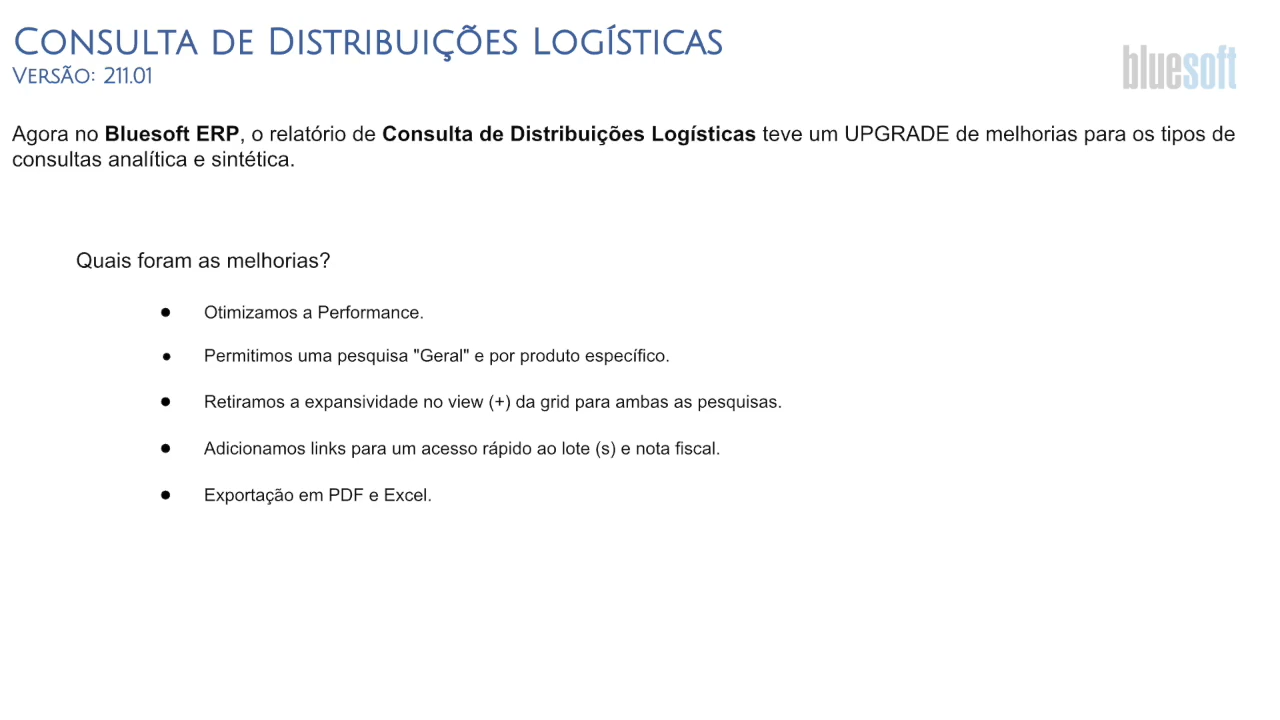 Consulta de Distribuições Logísticas
Versão: 211.01
bluesoft
Agora no Bluesoft ERP, o relatório de Consulta de Distribuições Logísticas teve um UPGRADE de melhorias para os tipos de
consultas analítica e sintética.
Quais foram as melhorias?
● Otimizamos a Performance.
● Permitimos uma pesquisa "Geral" e por produto específico.
● Retiramos a expansividade no view (+) da grid para ambas as pesquisas.
● Adicionamos links para um acesso rápido ao lote (s) e nota fiscal.
● Exportação em PDF e Excel.